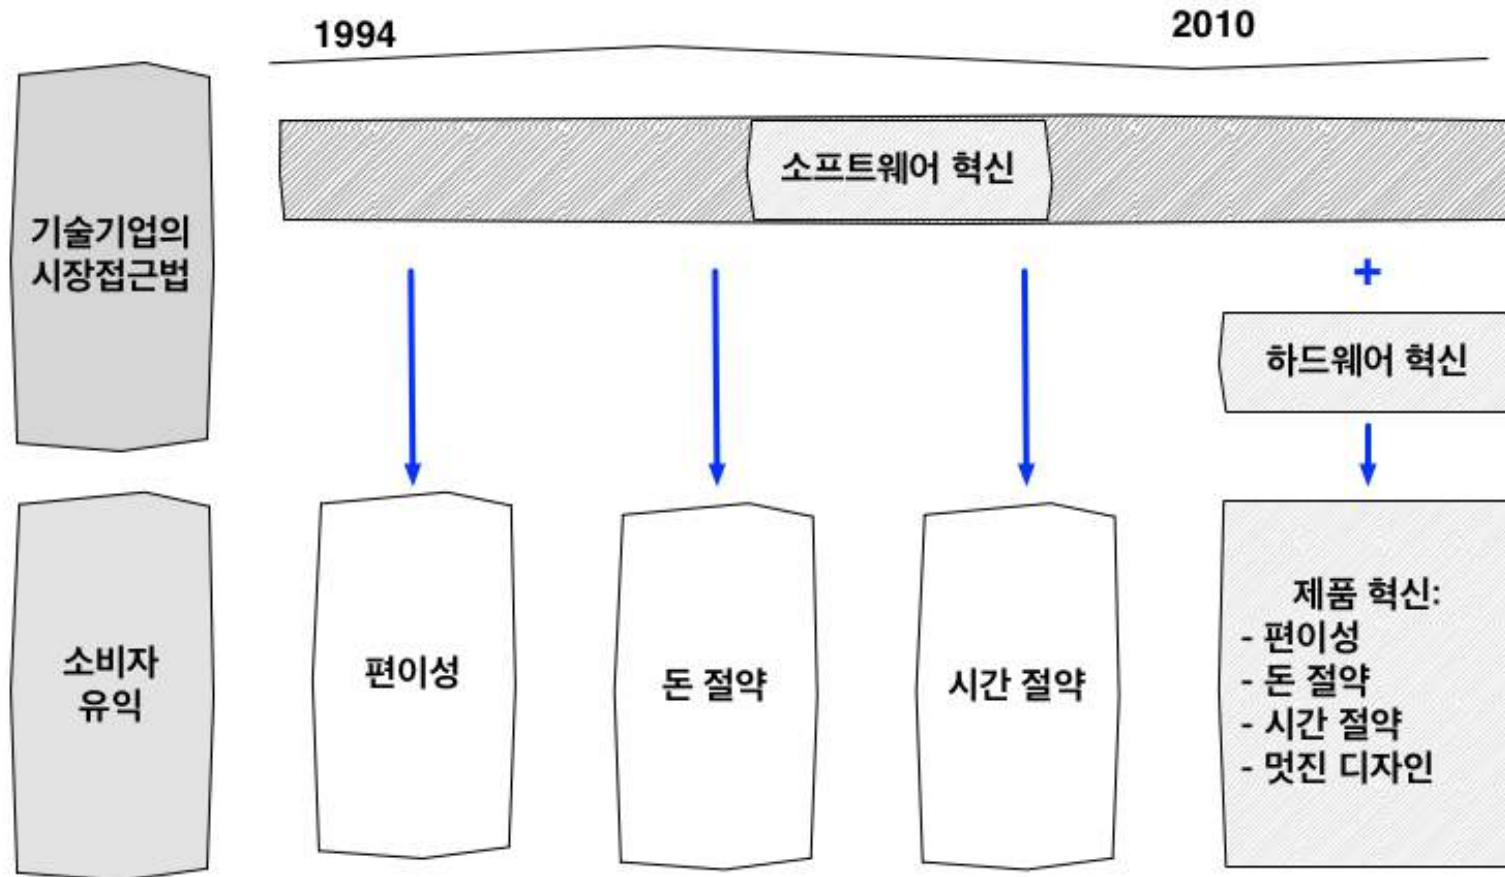 1994
2010
기술기업의
시장접근법
소프트웨어 혁신
+
하드웨어 혁신
소비자
유익
편이성
돈 절약
시간 절약
제품 혁신:
- 편이성
- 돈 절약
- 시간 절약
- 멋진 디자인